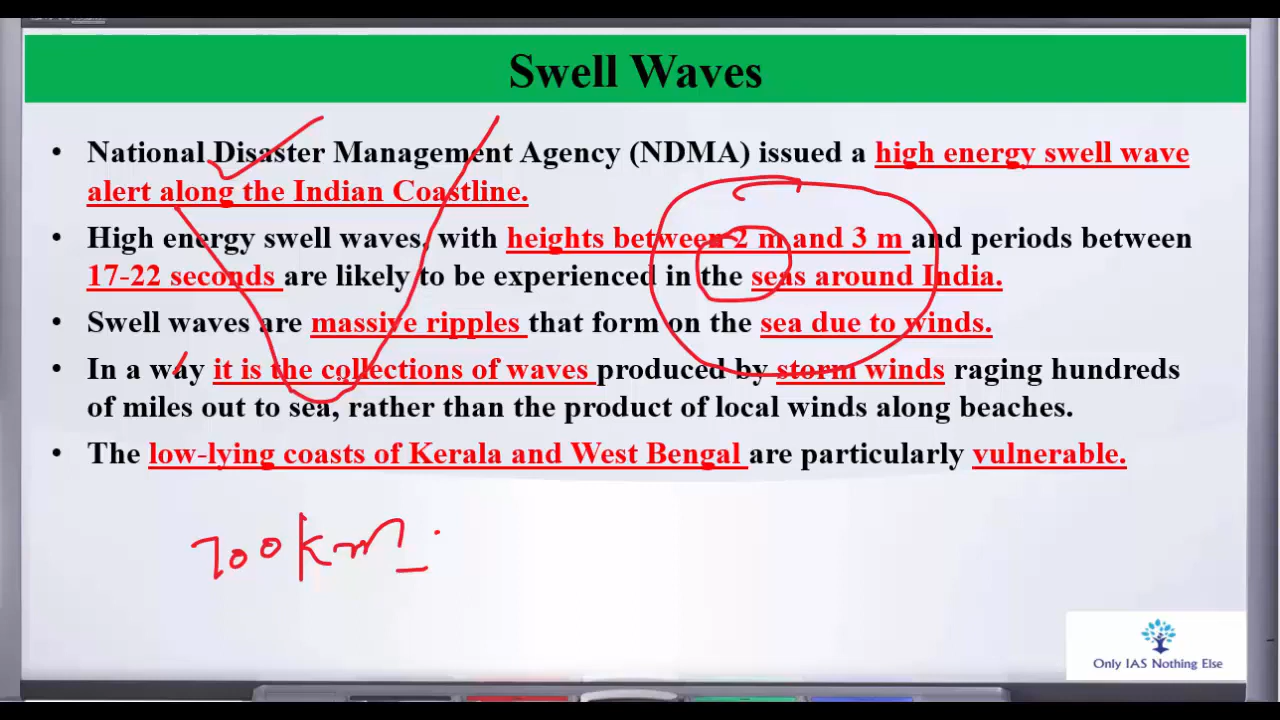 Swell Waves
• National Disaster Management Agency (NDMA) issued a high energy swell wave
alert along the Indian Coastline.
• High energy swell waves, with heights between 2 m and 3 m and periods between
17-22 seconds are likely to be experienced in the seas around India.
• Swell waves are massive ripples that form on the sea due to winds.
• In a way it is the collections of waves produced by storm winds raging hundreds
of miles out to sea, rather than the product of local winds along beaches.
• The low-lying coasts of Kerala and West Bengal are particularly vulnerable.
700km
Only IAS Nothing Else